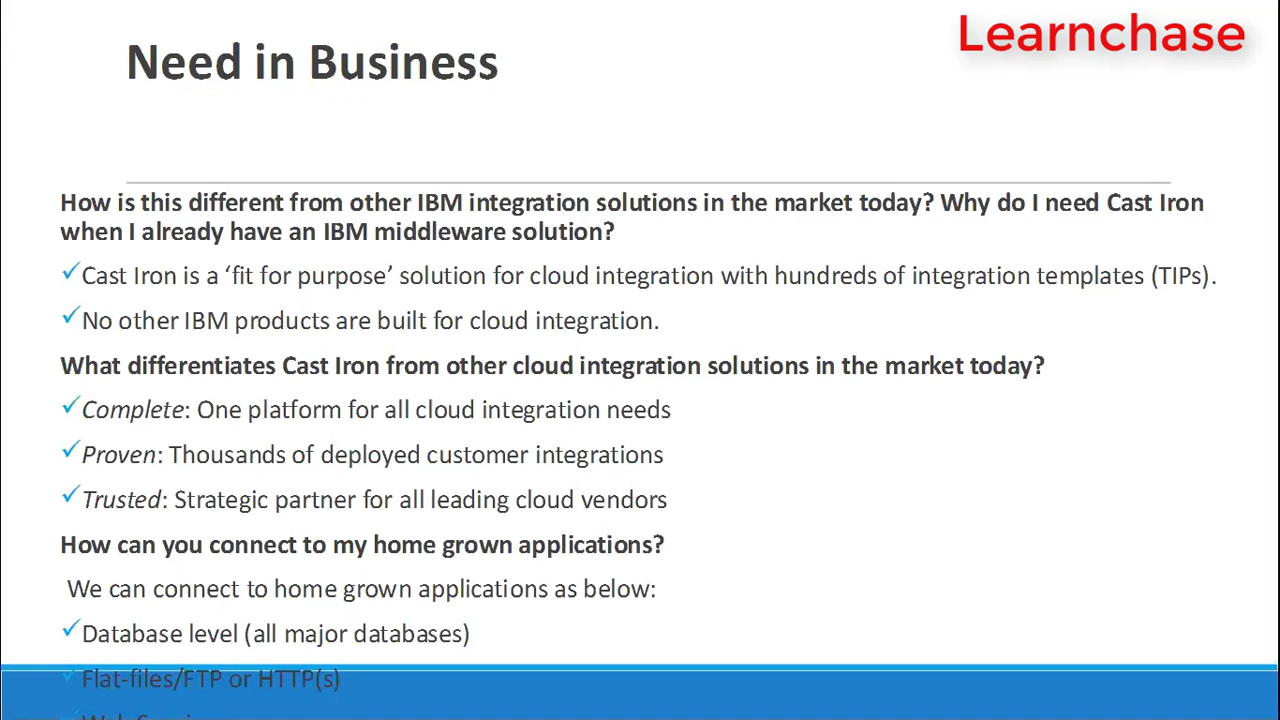 Learnchase
Need in Business
How is this different from other IBM integration solutions in the market today? Why do I need Cast Iron
when I already have an IBM middleware solution?
✓Cast Iron is a ‘fit for purpose’ solution for cloud integration with hundreds of integration templates (TIPs).
✓No other IBM products are built for cloud integration.
What differentiates Cast Iron from other cloud integration solutions in the market today?
✓Complete: One platform for all cloud integration needs
✓Proven: Thousands of deployed customer integrations
✓Trusted: Strategic partner for all leading cloud vendors
How can you connect to my home grown applications?
We can connect to home grown applications as below:
✓Database level (all major databases)
✓Flat-files/FTP or HTTP(s)